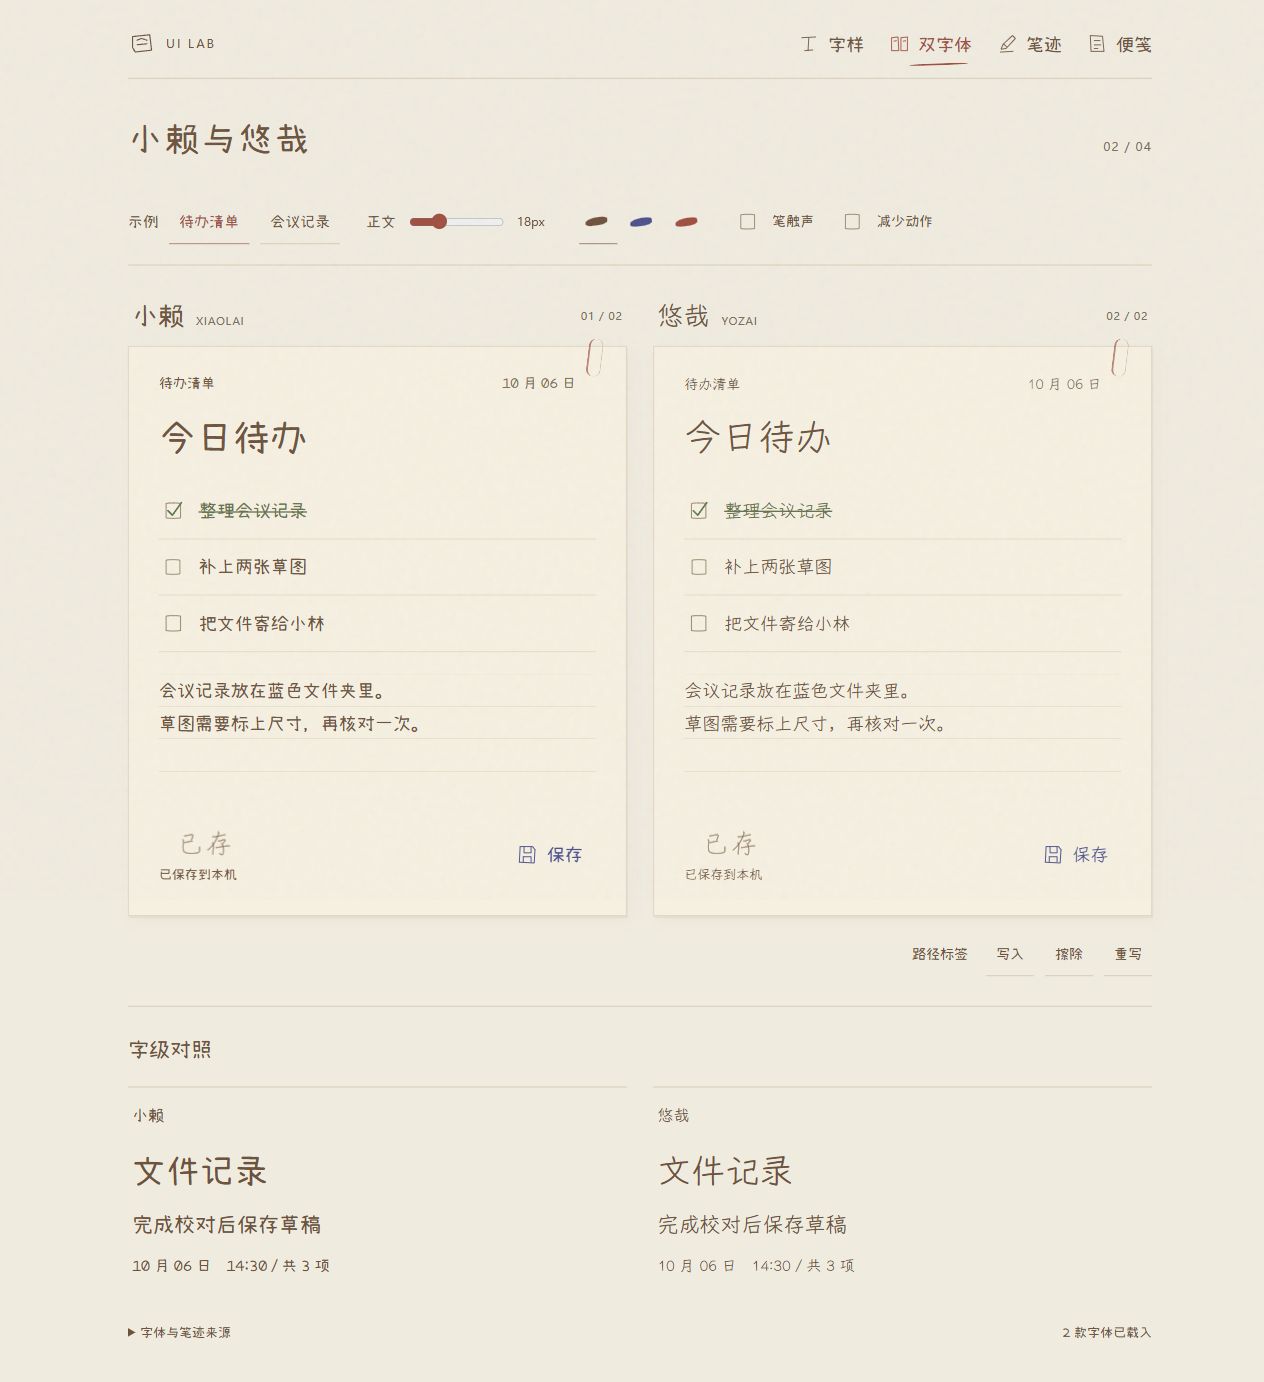 UI LAB 字样 双字体 笔迹 便笺
小赖与悠哉
02 / 04
示例 待办清单 会议记录 正文 18px 笔触声 减少动作
小赖 XIAOLAI 01 / 02
待办清单 10 月 06 日
今日待办
整理会议记录
补上两张草图
把文件寄给小林
会议记录放在蓝色文件夹里。
草图需要标上尺寸，再核对一次。
已存
已保存到本机
保存
悠哉 YOZAI 02 / 02
待办清单 10 月 06 日
今日待办
整理会议记录
补上两张草图
把文件寄给小林
会议记录放在蓝色文件夹里。
草图需要标上尺寸，再核对一次。
已存
已保存到本机
保存
路径标签 写入 擦除 重写
字级对照
小赖
文件记录
完成校对后保存草稿
10 月 06 日 14:30 / 共 3 项
悠哉
文件记录
完成校对后保存草稿
10 月 06 日 14:30 / 共 3 项
字体与笔迹来源
2 款字体已载入